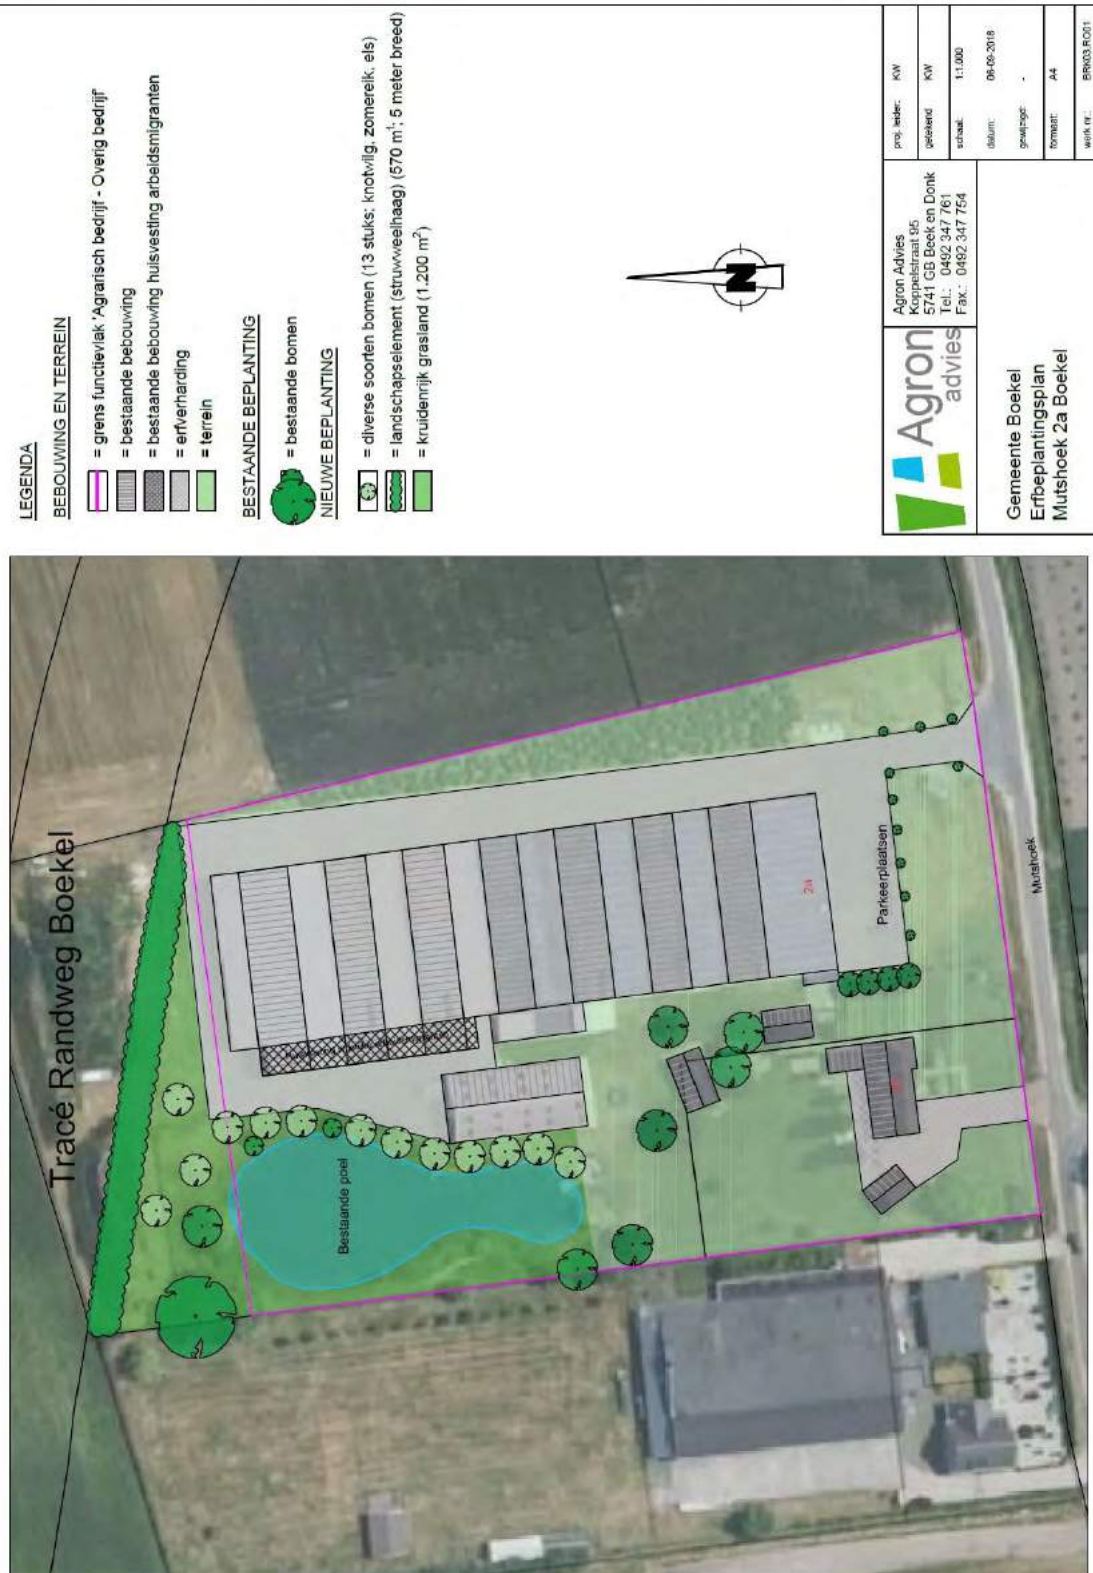 LEGENDA
BEBOUWING EN TERREIN
= grens functievlak 'Agrarisch bedrijf - Overig bedrijf'
= bestaande bebouwing
= bestaande bebouwing huisvesting arbeidsmigranten
= erfverharding
= terrein
BESTAANDE BEPLANTING
= bestaande bomen
NIEUWE BEPLANTING
= diverse soorten bomen (13 stuks: knotwilg, zomereik, els)
= landschapselement (struweelhaag) (570 m¹; 5 meter breed)
= kruidenrijk grasland (1.200 m²)
N
Agron
advies
Agron Advies
Koppelstraat 95
5741 GB Beek en Donk
Tel.: 0492 347 761
Fax.: 0492 347 754
Gemeente Boekel
Erfbeplantingsplan
Mutshoek 2a Boekel
proj. leider: KW
getekend KW
schaal: 1:1.000
datum: 06-09-2018
gewijzigd: -
formaat: A4
werk nr.: BRK03.RO01
Tracé Randweg Boekel
Bestaande poel
2a
Parkeerplaatsen
Mutshoek